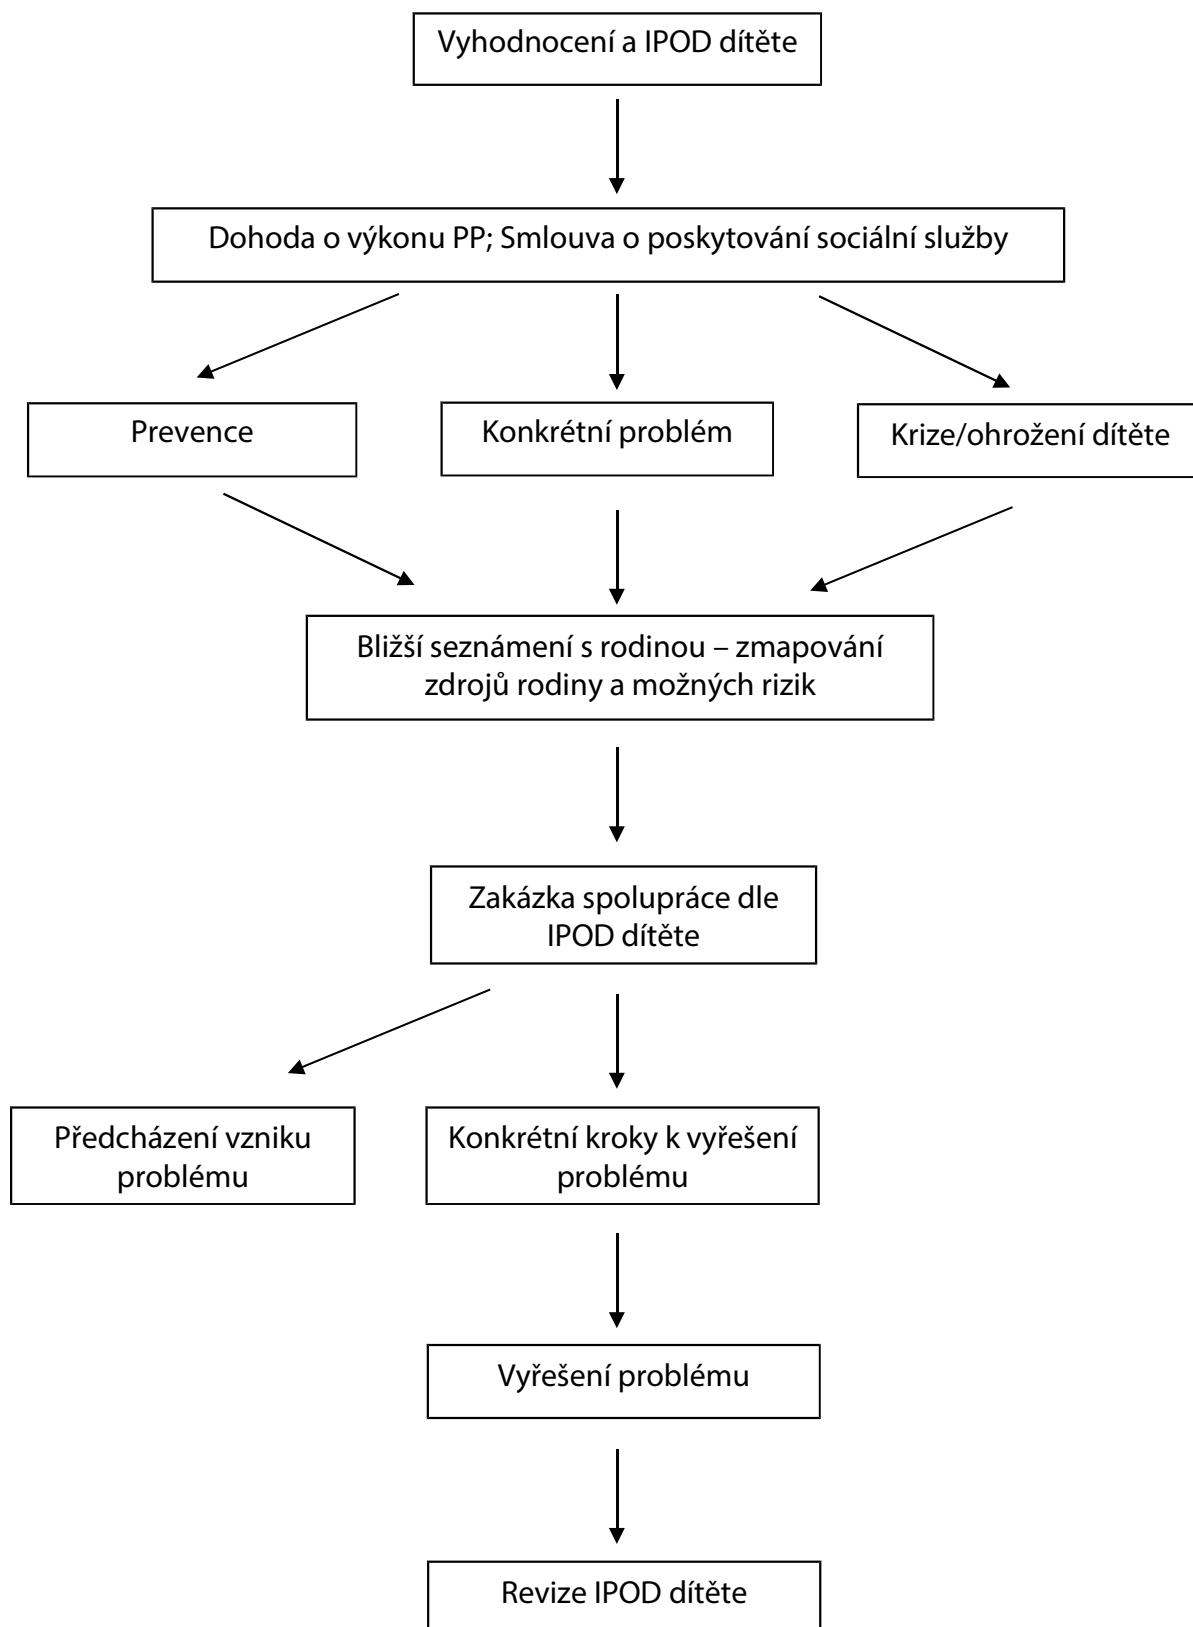 Vyhodnocení a IPOD dítěte
Dohoda o výkonu PP; Smlouva o poskytování sociální služby
Prevence
Konkrétní problém
Krize/ohrožení dítěte
Bližší seznámení s rodinou – zmapování
zdrojů rodiny a možných rizik
Zakázka spolupráce dle
IPOD dítěte
Předcházení vzniku
problému
Konkrétní kroky k vyřešení
problému
Vyřešení problému
Revize IPOD dítěte